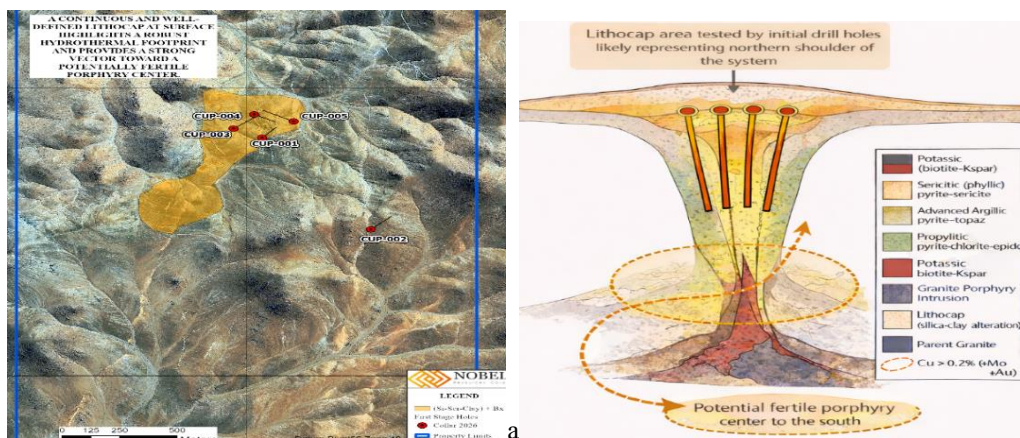 A CONTINUOUS AND WELL-
DEFINED LITHOCAP AT SURFACE
HIGHLIGHTS A ROBUST
HYDROTHERMAL FOOTPRINT
AND PROVIDES A STRONG
VECTOR TOWARD A
POTENTIALLY FERTILE
PORPHYRY CENTER.
CUP-004
CUP-005
CUP-003
CUP-001
CUP-002
NOBEL
LEGEND
First Stage Holes
Collar 2026
Property Limits
0 125 250 500
a
Lithocap area tested by initial drill holes
likely representing northern shoulder of
the system
Potassic
(biotite-Kspar)
Sericitic (phyllic)
pyrite-sericite
Advanced Argillic
pyrite-topaz
Propylitic
pyrite-chlorite-epido
Potassic
biotite-Kspar
Granite Porphyry
Intrusion
Lithocap
(silica-clay alteration)
Parent Granite
Cu > 0.2% (+Mo
+Au)
Potential fertile porphyry
center to the south